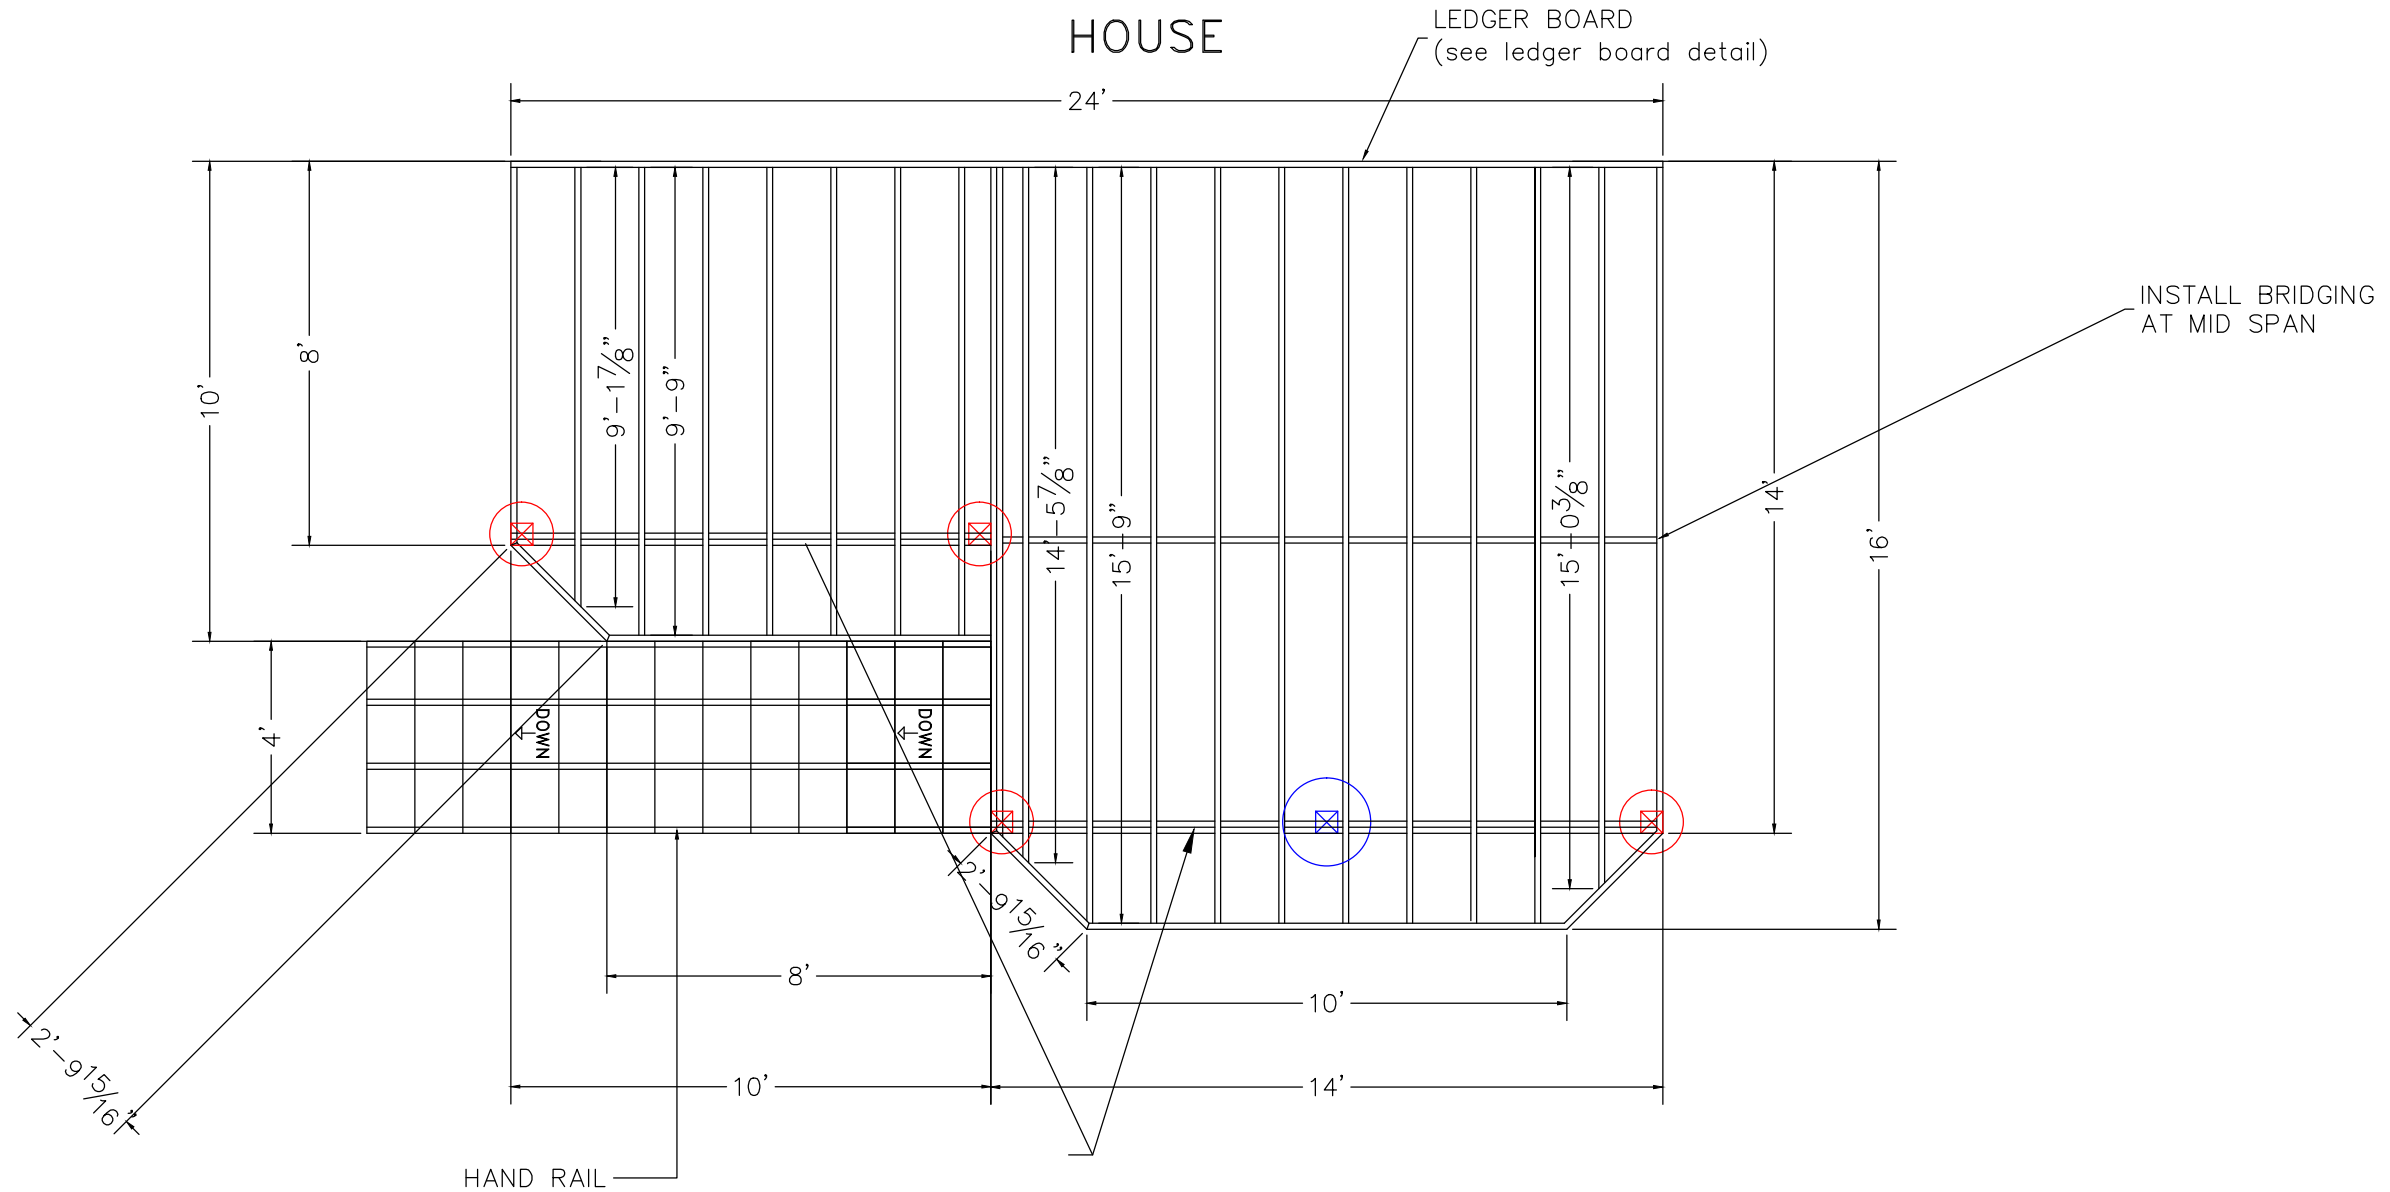 HOUSE
LEDGER BOARD
(see ledger board detail)
24'
INSTALL BRIDGING
AT MID SPAN
10'
8'
9'-1 7/8"
9'-9"
14'-5 7/8"
15'-9"
15'-0 3/8"
14'
16'
4'
DOWN
DOWN
2'-9 15/16"
8'
10'
2'-9 15/16"
10'
14'
HAND RAIL